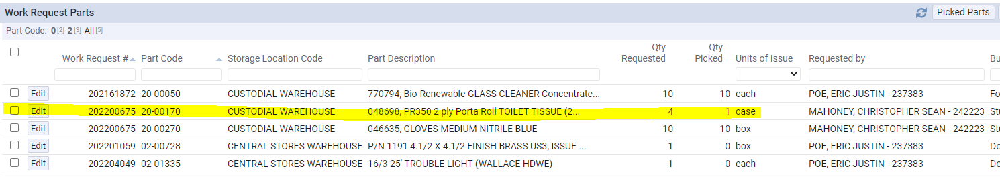 Work Request Parts Picked Parts
Part Code: 0 [2] 2 [3] All [5]
Qty Qty
Work Request # Part Code Storage Location Code Part Description Requested Picked Units of Issue Requested by Bu
Edit 202161872 20-00050 CUSTODIAL WAREHOUSE 770794, Bio-Renewable GLASS CLEANER Concentrate... 10 10 each POE, ERIC JUSTIN - 237383 Fo
Edit 202200675 20-00170 CUSTODIAL WAREHOUSE 048698, PR350 2 ply Porta Roll TOILET TISSUE (2... 4 1 case MAHONEY, CHRISTOPHER SEAN - 242223 Stu
Edit 202200675 20-00270 CUSTODIAL WAREHOUSE 046635, GLOVES MEDIUM NITRILE BLUE 10 10 box MAHONEY, CHRISTOPHER SEAN - 242223 Stu
Edit 202201059 02-00728 CENTRAL STORES WAREHOUSE P/N 1191 4.1/2 X 4.1/2 FINISH BRASS US3, ISSUE ... 1 0 box POE, ERIC JUSTIN - 237383 Do
Edit 202204049 02-01335 CENTRAL STORES WAREHOUSE 16/3 25' TROUBLE LIGHT (WALLACE HDWE) 1 0 each POE, ERIC JUSTIN - 237383 Do